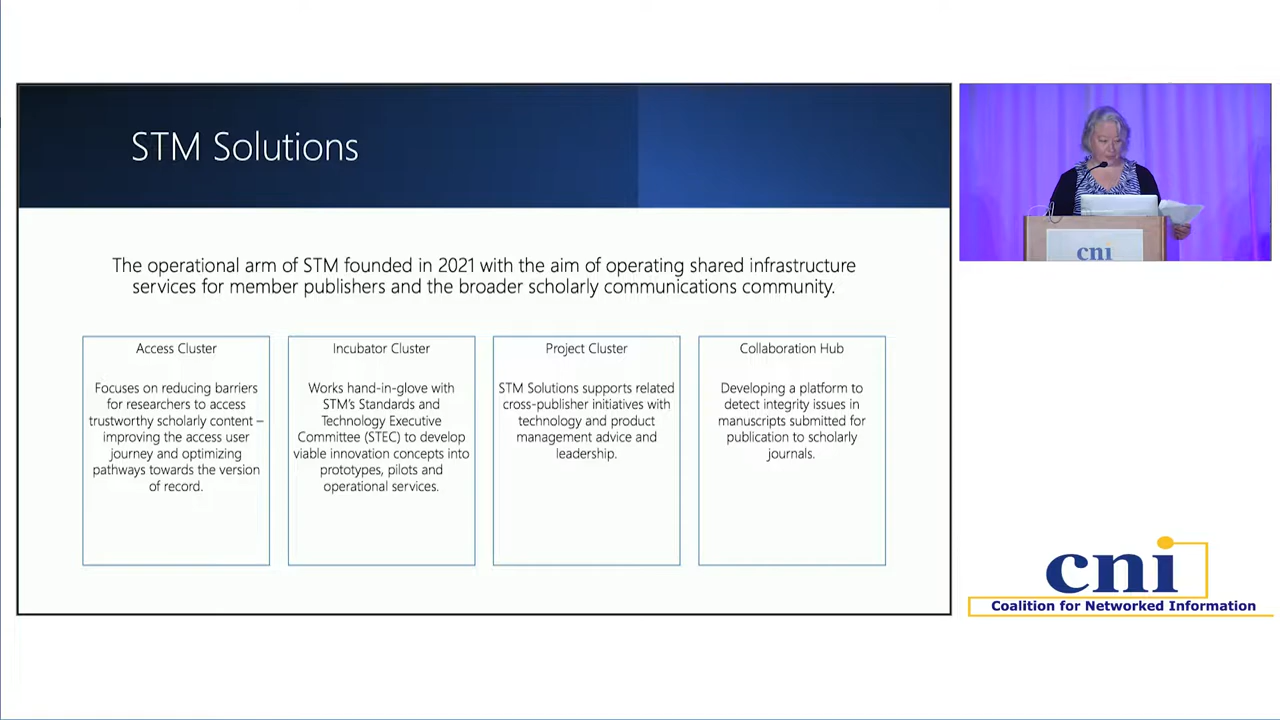 STM Solutions
The operational arm of STM founded in 2021 with the aim of operating shared infrastructure
services for member publishers and the broader scholarly communications community.
Access Cluster
Focuses on reducing barriers
for researchers to access
trustworthy scholarly content –
improving the access user
journey and optimizing
pathways towards the version
of record.
Incubator Cluster
Works hand-in-glove with
STM's Standards and
Technology Executive
Committee (STEC) to develop
viable innovation concepts into
prototypes, pilots and
operational services.
Project Cluster
STM Solutions supports related
cross-publisher initiatives with
technology and product
management advice and
leadership.
Collaboration Hub
Developing a platform to
detect integrity issues in
manuscripts submitted for
publication to scholarly
journals.
cni
cni
Coalition for Networked Information